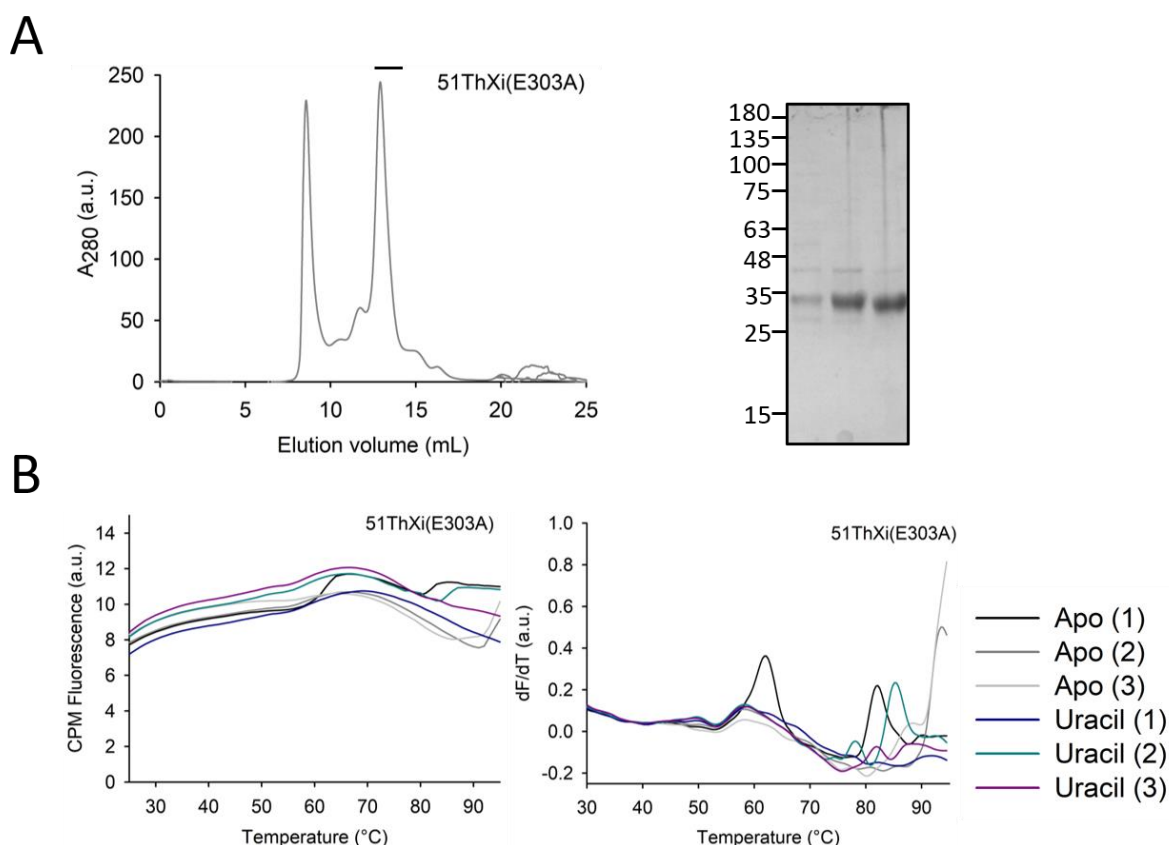 A
51ThXi(E303A)
250
200
150
100
50
0
A280 (a.u.)
0 5 10 15 20 25
Elution volume (mL)
180
135
100
75
63
48
35
25
15
B
51ThXi(E303A)
14
12
10
8
6
4
2
0
CPM Fluorescence (a.u.)
30 40 50 60 70 80 90
Temperature (°C)
51ThXi(E303A)
1.0
0.8
0.6
0.4
0.2
0.0
-0.2
dF/dT (a.u.)
30 40 50 60 70 80 90
Temperature (°C)
Apo (1)
Apo (2)
Apo (3)
Uracil (1)
Uracil (2)
Uracil (3)